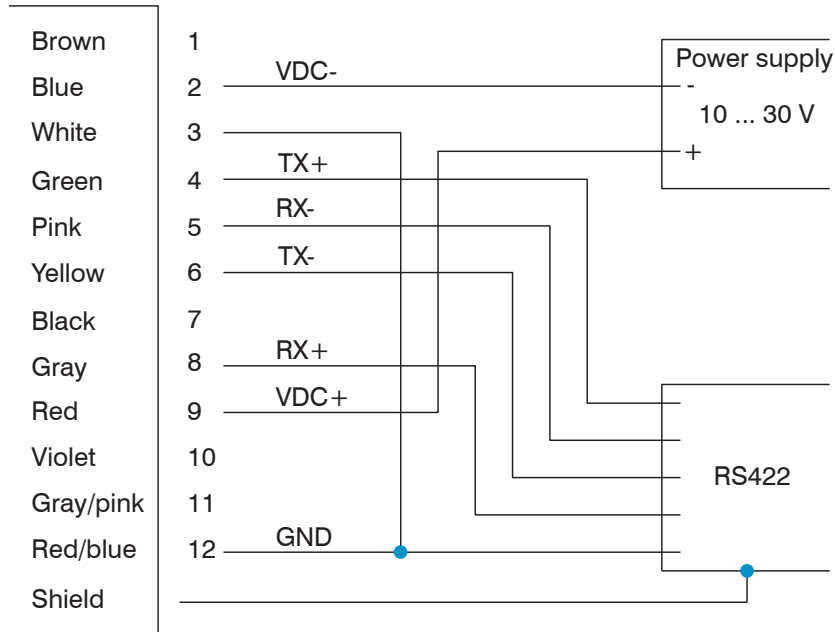 Brown 1
Blue 2 VDC- - Power supply
White 3 10 ... 30 V
Green 4 TX+ +
Pink 5 RX-
Yellow 6 TX-
Black 7
Gray 8 RX+
Red 9 VDC+
Violet 10 RS422
Gray/pink 11
Red/blue 12 GND
Shield